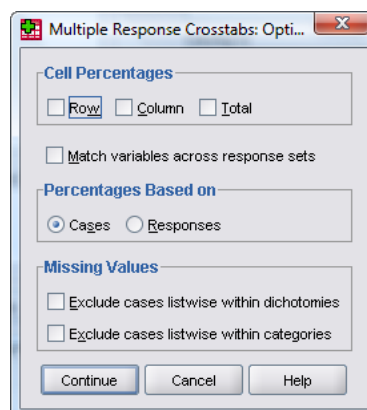 Multiple Response Crosstabs: Opti...
Cell Percentages
Row Column Total
Match variables across response sets
Percentages Based on
Cases Responses
Missing Values
Exclude cases listwise within dichotomies
Exclude cases listwise within categories
Continue Cancel Help